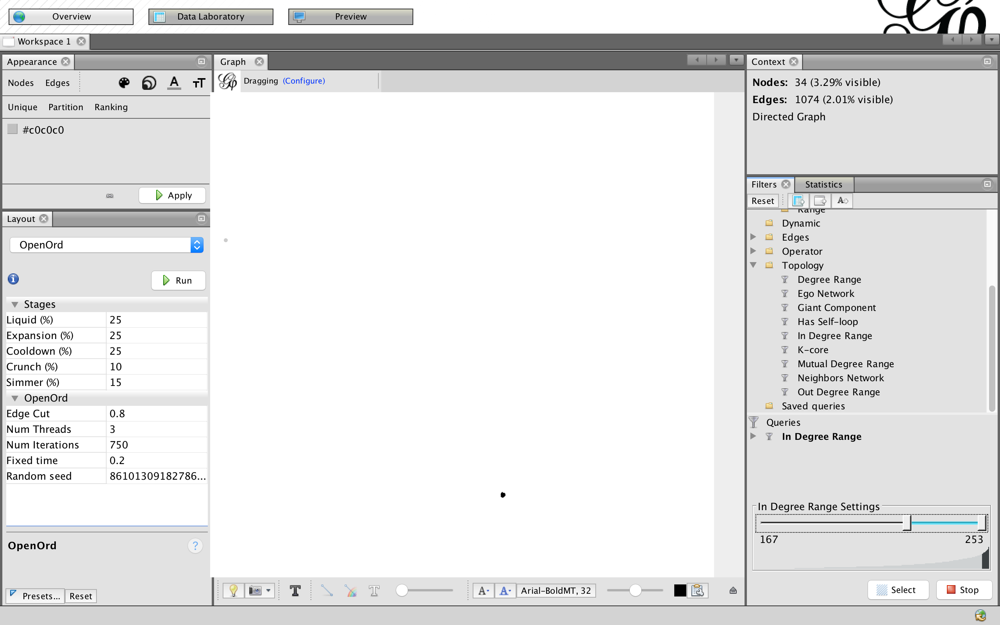 Overview
Data Laboratory
Preview
Workspace 1
Appearance
Nodes Edges
Unique Partition Ranking
#c0c0c0
Apply
Layout
OpenOrd
Run
Stages
Liquid (%) 25
Expansion (%) 25
Cooldown (%) 25
Crunch (%) 10
Simmer (%) 15
OpenOrd
Edge Cut 0.8
Num Threads 3
Num Iterations 750
Fixed time 0.2
Random seed 86101309182786...
OpenOrd
?
Presets... Reset
Graph
Dragging (Configure)
T T A- A- Arial-BoldMT, 32
Context
Nodes: 34 (3.29% visible)
Edges: 1074 (2.01% visible)
Directed Graph
Filters Statistics
Reset
Range
Dynamic
Edges
Operator
Topology
Degree Range
Ego Network
Giant Component
Has Self-loop
In Degree Range
K-core
Mutual Degree Range
Neighbors Network
Out Degree Range
Saved queries
Queries
In Degree Range
In Degree Range Settings
167 253
Select Stop